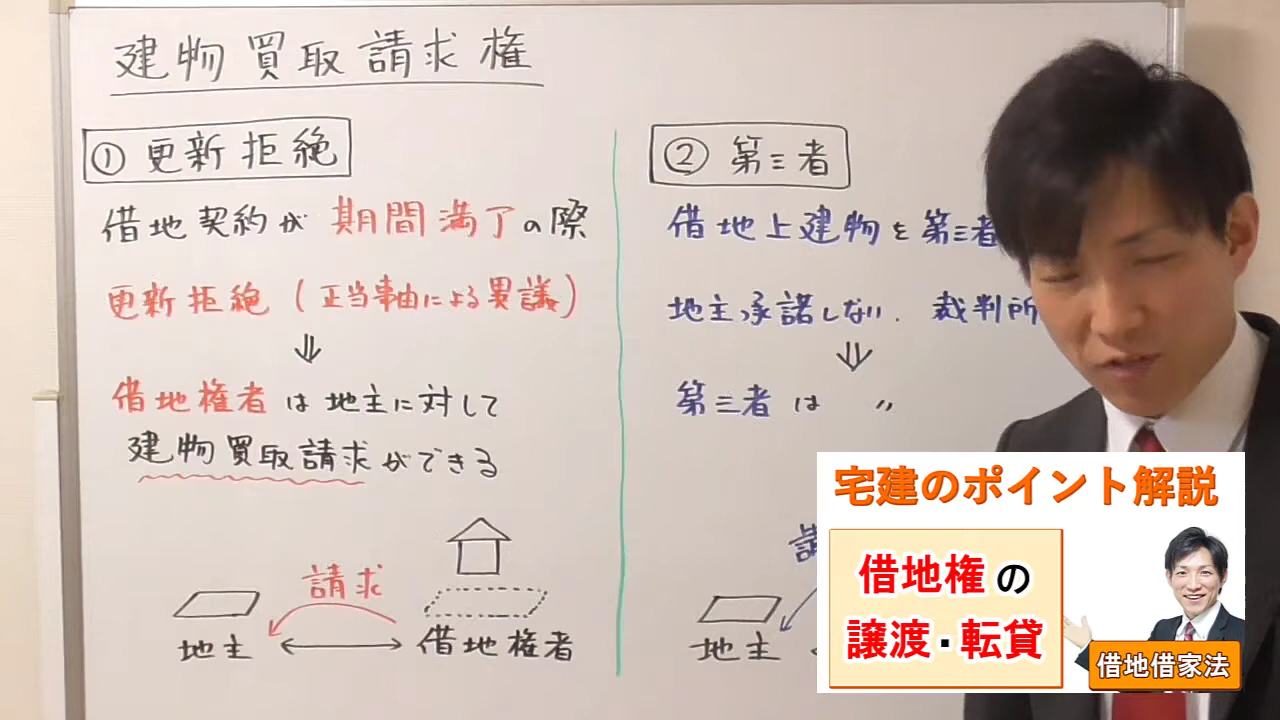 建物買取請求権
① 更新拒絶
借地契約が期間満了の際
更新拒絶（正当事由による異議）
⇓
借地権者は地主に対して
建物買取請求ができる
請求
地主
借地権者
② 第三者
借地上建物を第三者
地主承諾しない. 裁判所
⇓
第三者は 〃
地主
宅建のポイント解説
借地権の
譲渡・転貸
借地借家法